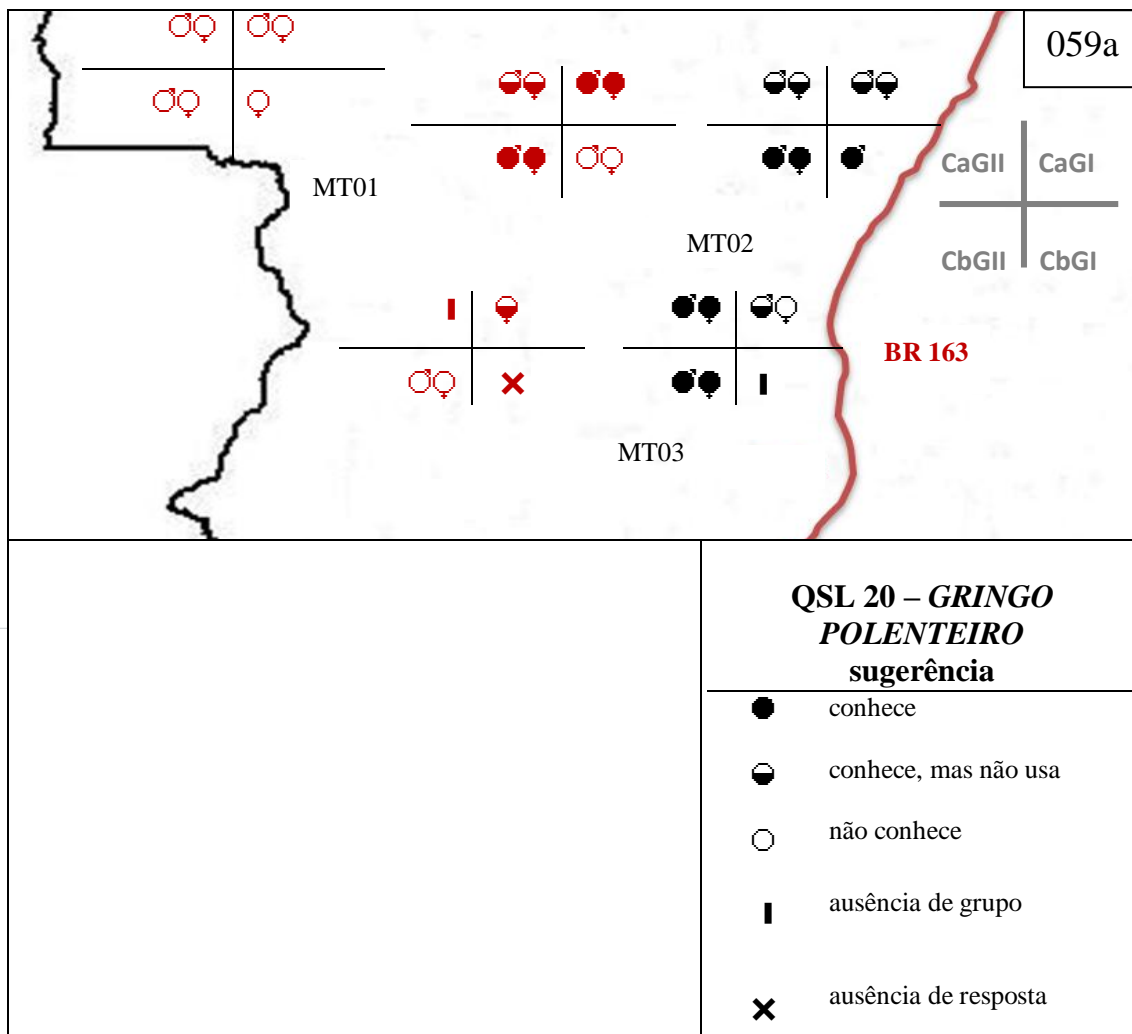 059a
CaGII CaGI
MT01
MT02
CbGII CbGI
BR 163
MT03
QSL 20 – GRINGO
POLENTEIRO
sugerência
conhece
conhece, mas não usa
não conhece
ausência de grupo
ausência de resposta